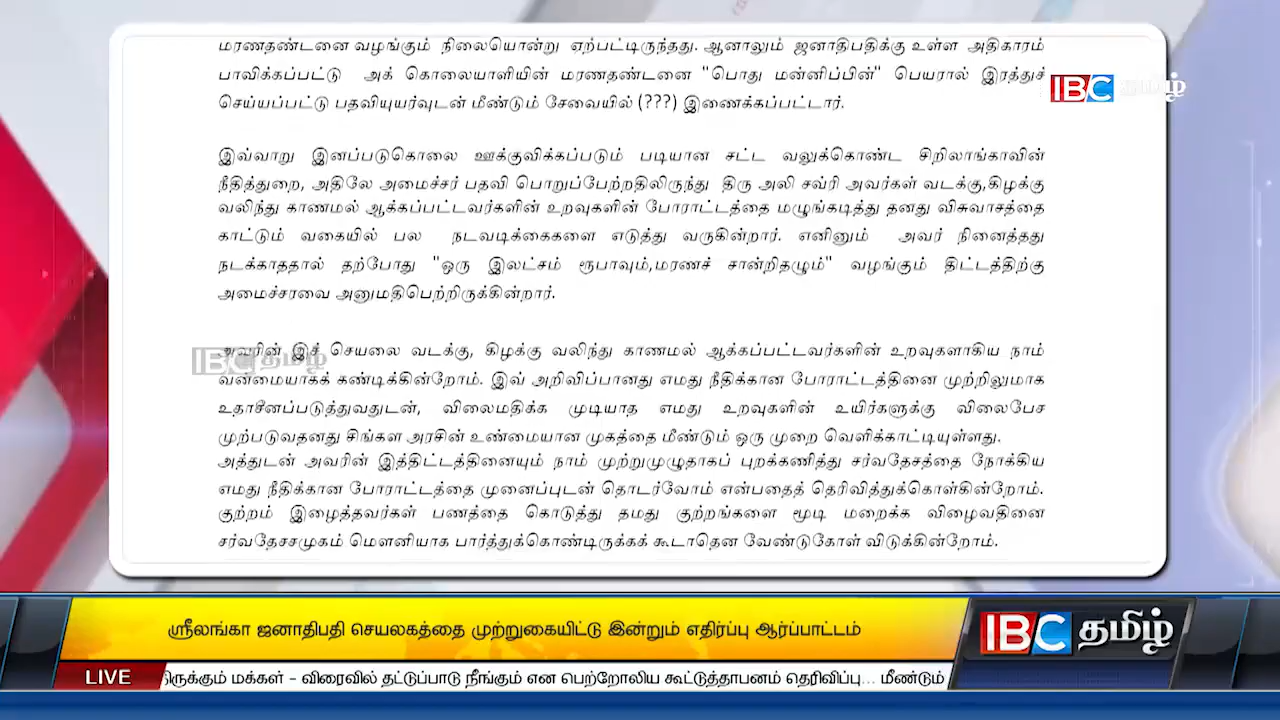 மரணதண்டனை வழங்கும் நிலையொன்று ஏற்பட்டிருந்தது. ஆனாலும் ஜனாதிபதிக்கு உள்ள அதிகாரம்
பாவிக்கப்பட்டு அக் கொலையாளியின் மரணதண்டனை "பொது மன்னிப்பின்" பெயரால் இரத்துச்
செய்யப்பட்டு பதவியுயர்வுடன் மீண்டும் சேவையில் (???) இணைக்கப்பட்டார்.
IBC தமிழ்
இவ்வாறு இனப்படுகொலை ஊக்குவிக்கப்படும் படியான சட்ட வலுக்கொண்ட சிறிலாங்காவின்
நீதித்துறை, அதிலே அமைச்சர் பதவி பொறுப்பேற்றதிலிருந்து திரு அலி சவ்ரி அவர்கள் வடக்கு,கிழக்கு
வலிந்து காணமல் ஆக்கப்பட்டவர்களின் உறவுகளின் போராட்டத்தை மழுங்கடித்து தனது விசுவாசத்தை
காட்டும் வகையில் பல நடவடிக்கைகளை எடுத்து வருகின்றார். எனினும் அவர் நினைத்தது
நடக்காததால் தற்போது "ஒரு இலட்சம் ரூபாவும்,மரணச் சான்றிதழும்" வழங்கும் திட்டத்திற்கு
அமைச்சரவை அனுமதிபெற்றிருக்கின்றார்.
அவரின் இச் செயலை வடக்கு, கிழக்கு வலிந்து காணமல் ஆக்கப்பட்டவர்களின் உறவுகளாகிய நாம்
IBC தமிழ்
வன்மையாகக் கண்டிக்கின்றோம். இவ் அறிவிப்பானது எமது நீதிக்கான போராட்டத்தினை முற்றிலுமாக
உதாசீனப்படுத்துவதுடன், விலைமதிக்க முடியாத எமது உறவுகளின் உயிர்களுக்கு விலைபேச
முற்படுவதனது சிங்கள அரசின் உண்மையான முகத்தை மீண்டும் ஒரு முறை வெளிக்காட்டியுள்ளது.
அத்துடன் அவரின் இத்திட்டத்தினையும் நாம் முற்றுமுழுதாகப் புறக்கணித்து சர்வதேசத்தை நோக்கிய
எமது நீதிக்கான போராட்டத்தை முனைப்புடன் தொடர்வோம் என்பதைத் தெரிவித்துக்கொள்கின்றோம்.
குற்றம் இழைத்தவர்கள் பணத்தை கொடுத்து தமது குற்றங்களை மூடி மறைக்க விழைவதினை
சர்வதேசசமுகம் மௌனியாக பார்த்துக்கொண்டிருக்கக் கூடாதென வேண்டுகோள் விடுக்கின்றோம்.
ஸ்ரீலங்கா ஜனாதிபதி செயலகத்தை முற்றுகையிட்டு இன்றும் எதிர்ப்பு ஆர்ப்பாட்டம்
IBC தமிழ்
LIVE
ருக்கும் மக்கள் – விரைவில் தட்டுப்பாடு நீங்கும் என பெற்றோலிய கூட்டுத்தாபனம் தெரிவிப்பு... மீண்டும்